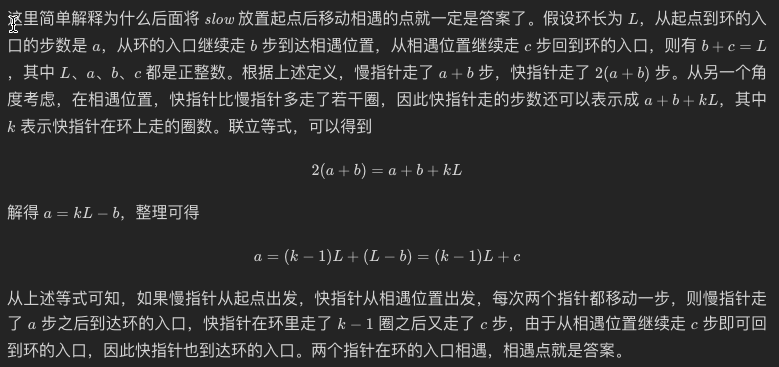 这里简单解释为什么后面将 slow 放置起点后移动相遇的点就一定是答案了。假设环长为 L，从起点到环的入
口的步数是 a，从环的入口继续走 b 步到达相遇位置，从相遇位置继续走 c 步回到环的入口，则有 b + c = L
，其中 L、a、b、c 都是正整数。根据上述定义，慢指针走了 a + b 步，快指针走了 2(a + b) 步。从另一个角
度考虑，在相遇位置，快指针比慢指针多走了若干圈，因此快指针走的步数还可以表示成 a + b + kL，其中
k 表示快指针在环上走的圈数。联立等式，可以得到
2(a + b) = a + b + kL
解得 a = kL − b，整理可得
a = (k − 1)L + (L − b) = (k − 1)L + c
从上述等式可知，如果慢指针从起点出发，快指针从相遇位置出发，每次两个指针都移动一步，则慢指针走
了 a 步之后到达环的入口，快指针在环里走了 k − 1 圈之后又走了 c 步，由于从相遇位置继续走 c 步即可回
到环的入口，因此快指针也到达环的入口。两个指针在环的入口相遇，相遇点就是答案。